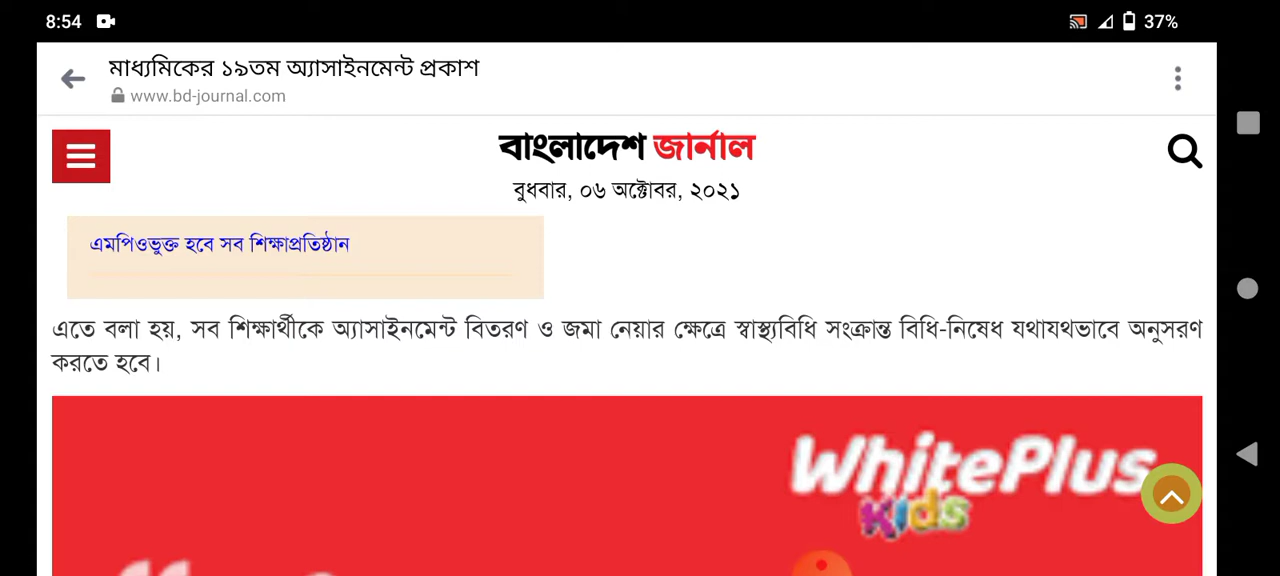 8:54
37%
মাধ্যমিকের ১৯তম অ্যাসাইনমেন্ট প্রকাশ
www.bd-journal.com
বাংলাদেশ জার্নাল
বুধবার, ০৬ অক্টোবর, ২০২১
এমপিওভুক্ত হবে সব শিক্ষাপ্রতিষ্ঠান
এতে বলা হয়, সব শিক্ষার্থীকে অ্যাসাইনমেন্ট বিতরণ ও জমা নেয়ার ক্ষেত্রে স্বাস্থ্যবিধি সংক্রান্ত বিধি-নিষেধ যথাযথভাবে অনুসরণ
করতে হবে।
WhitePlus
kids